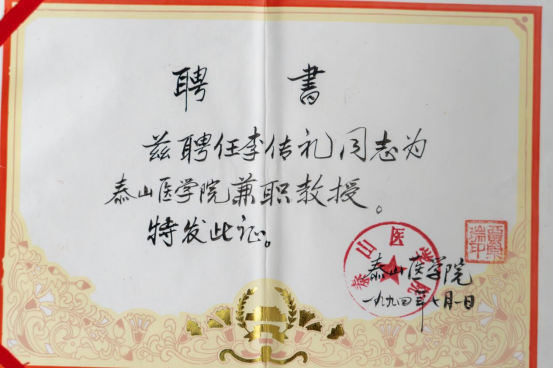 聘書
兹聘任李传礼同志为
泰山医学院兼职教授。
特发此证。
泰山医学院
一九九四年七月一日